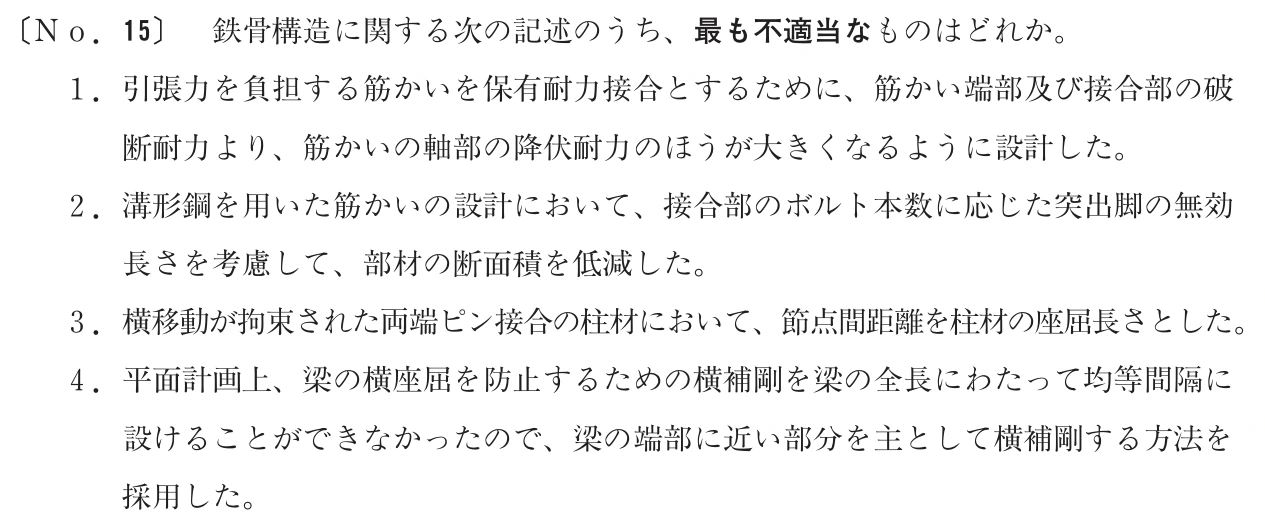 〔Ｎｏ．15〕　鉄骨構造に関する次の記述のうち、最も不適当なものはどれか。
１．引張力を負担する筋かいを保有耐力接合とするために、筋かい端部及び接合部の破
断耐力より、筋かいの軸部の降伏耐力のほうが大きくなるように設計した。
２．溝形鋼を用いた筋かいの設計において、接合部のボルト本数に応じた突出脚の無効
長さを考慮して、部材の断面積を低減した。
３．横移動が拘束された両端ピン接合の柱材において、節点間距離を柱材の座屈長さとした。
４．平面計画上、梁の横座屈を防止するための横補剛を梁の全長にわたって均等間隔に
設けることができなかったので、梁の端部に近い部分を主として横補剛する方法を
採用した。